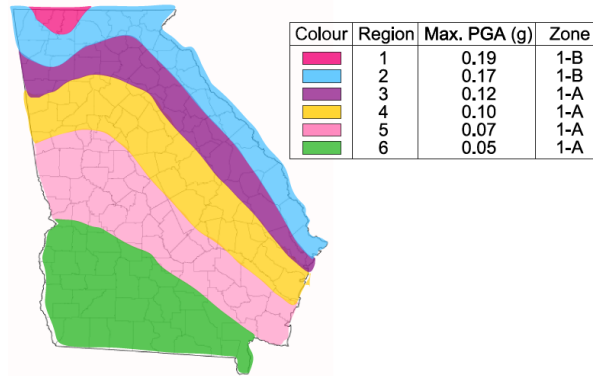 Colour Region Max. PGA (g) Zone
1 0.19 1-B
2 0.17 1-B
3 0.12 1-A
4 0.10 1-A
5 0.07 1-A
6 0.05 1-A